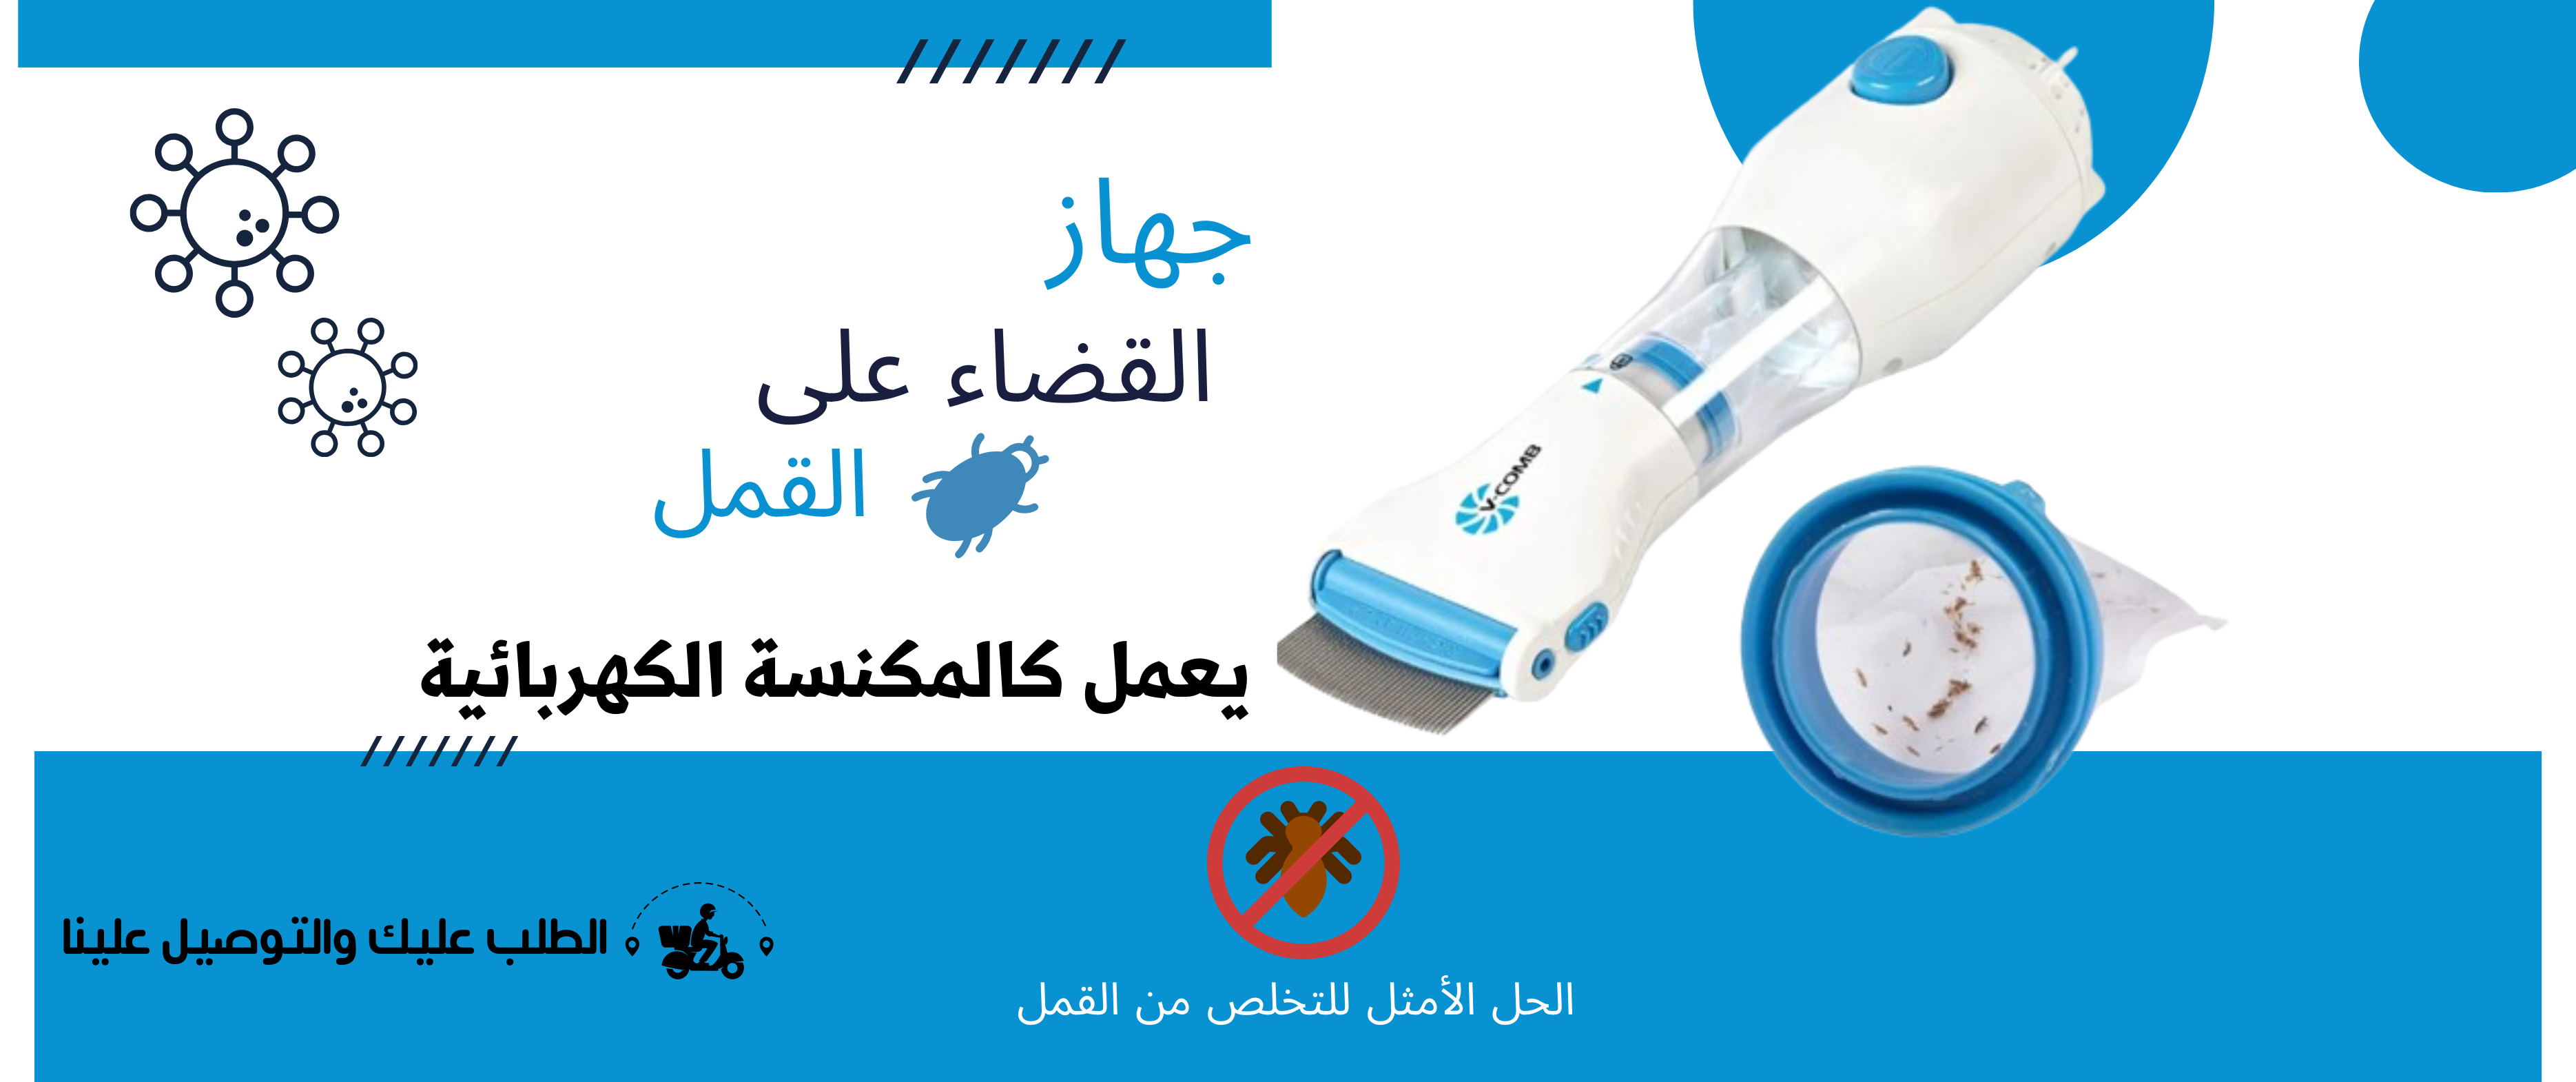 جهاز
القضاء على
القمل
يعمل كالمكنسة الكهربائية
V-COMB
الحل الأمثل للتخلص من القمل
الطلب عليك والتوصيل علينا